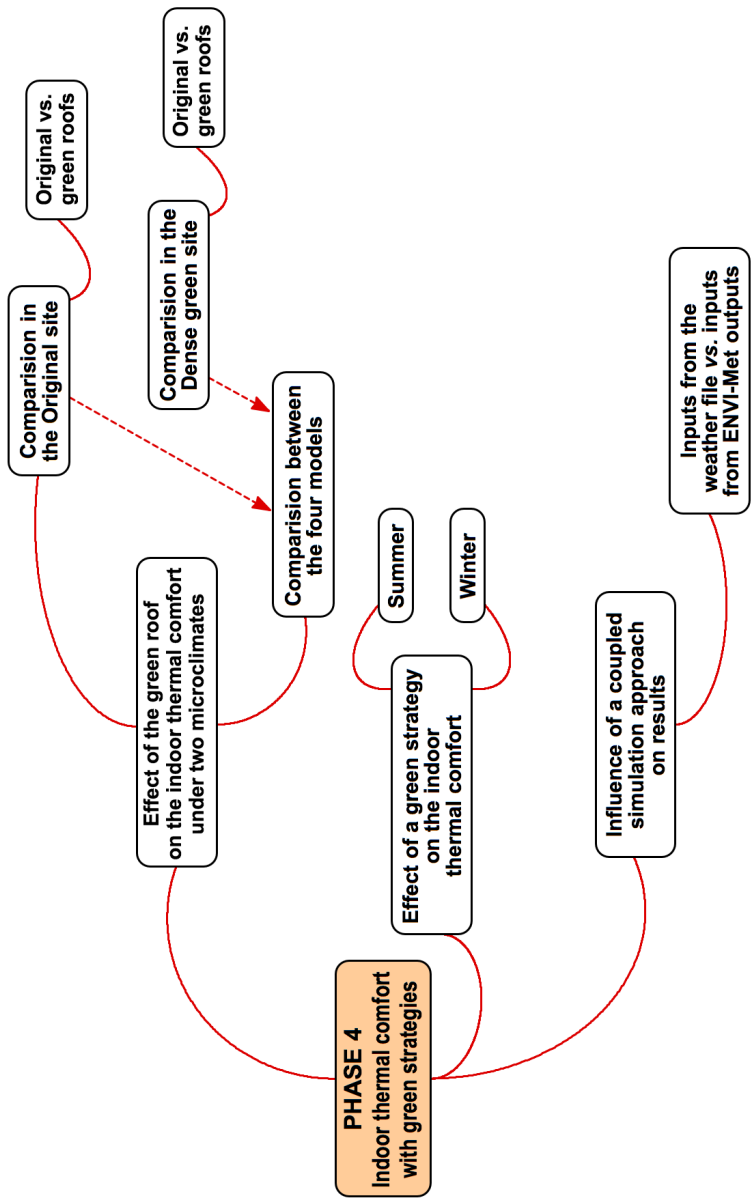 PHASE 4
Indoor thermal comfort
with green strategies
Effect of the green roof
on the indoor thermal comfort
under two microclimates
Comparision in
the Original site
Original vs.
green roofs
Comparision in the
Dense green site
Original vs.
green roofs
Comparision between
the four models
Effect of a green strategy
on the indoor
thermal comfort
Summer
Winter
Influence of a coupled
simulation approach
on results
Inputs from the
weather file vs. inputs
from ENVI-Met outputs